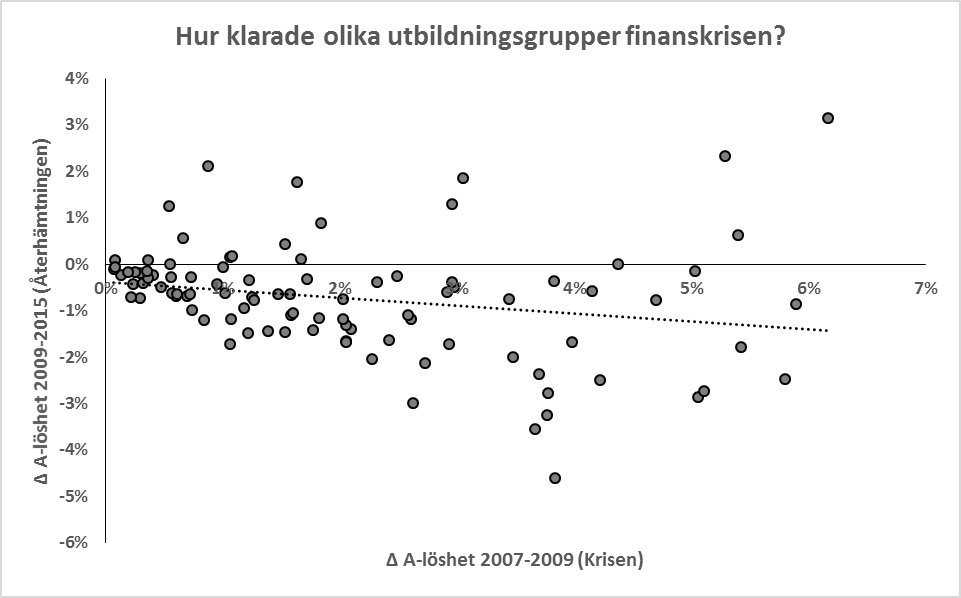 Hur klarade olika utbildningsgrupper finanskrisen?
Δ A-löshet 2009-2015 (Återhämtningen)
4%
3%
2%
1%
0%
-1%
-2%
-3%
-4%
-5%
-6%
0% 1% 2% 3% 4% 5% 6% 7%
Δ A-löshet 2007-2009 (Krisen)